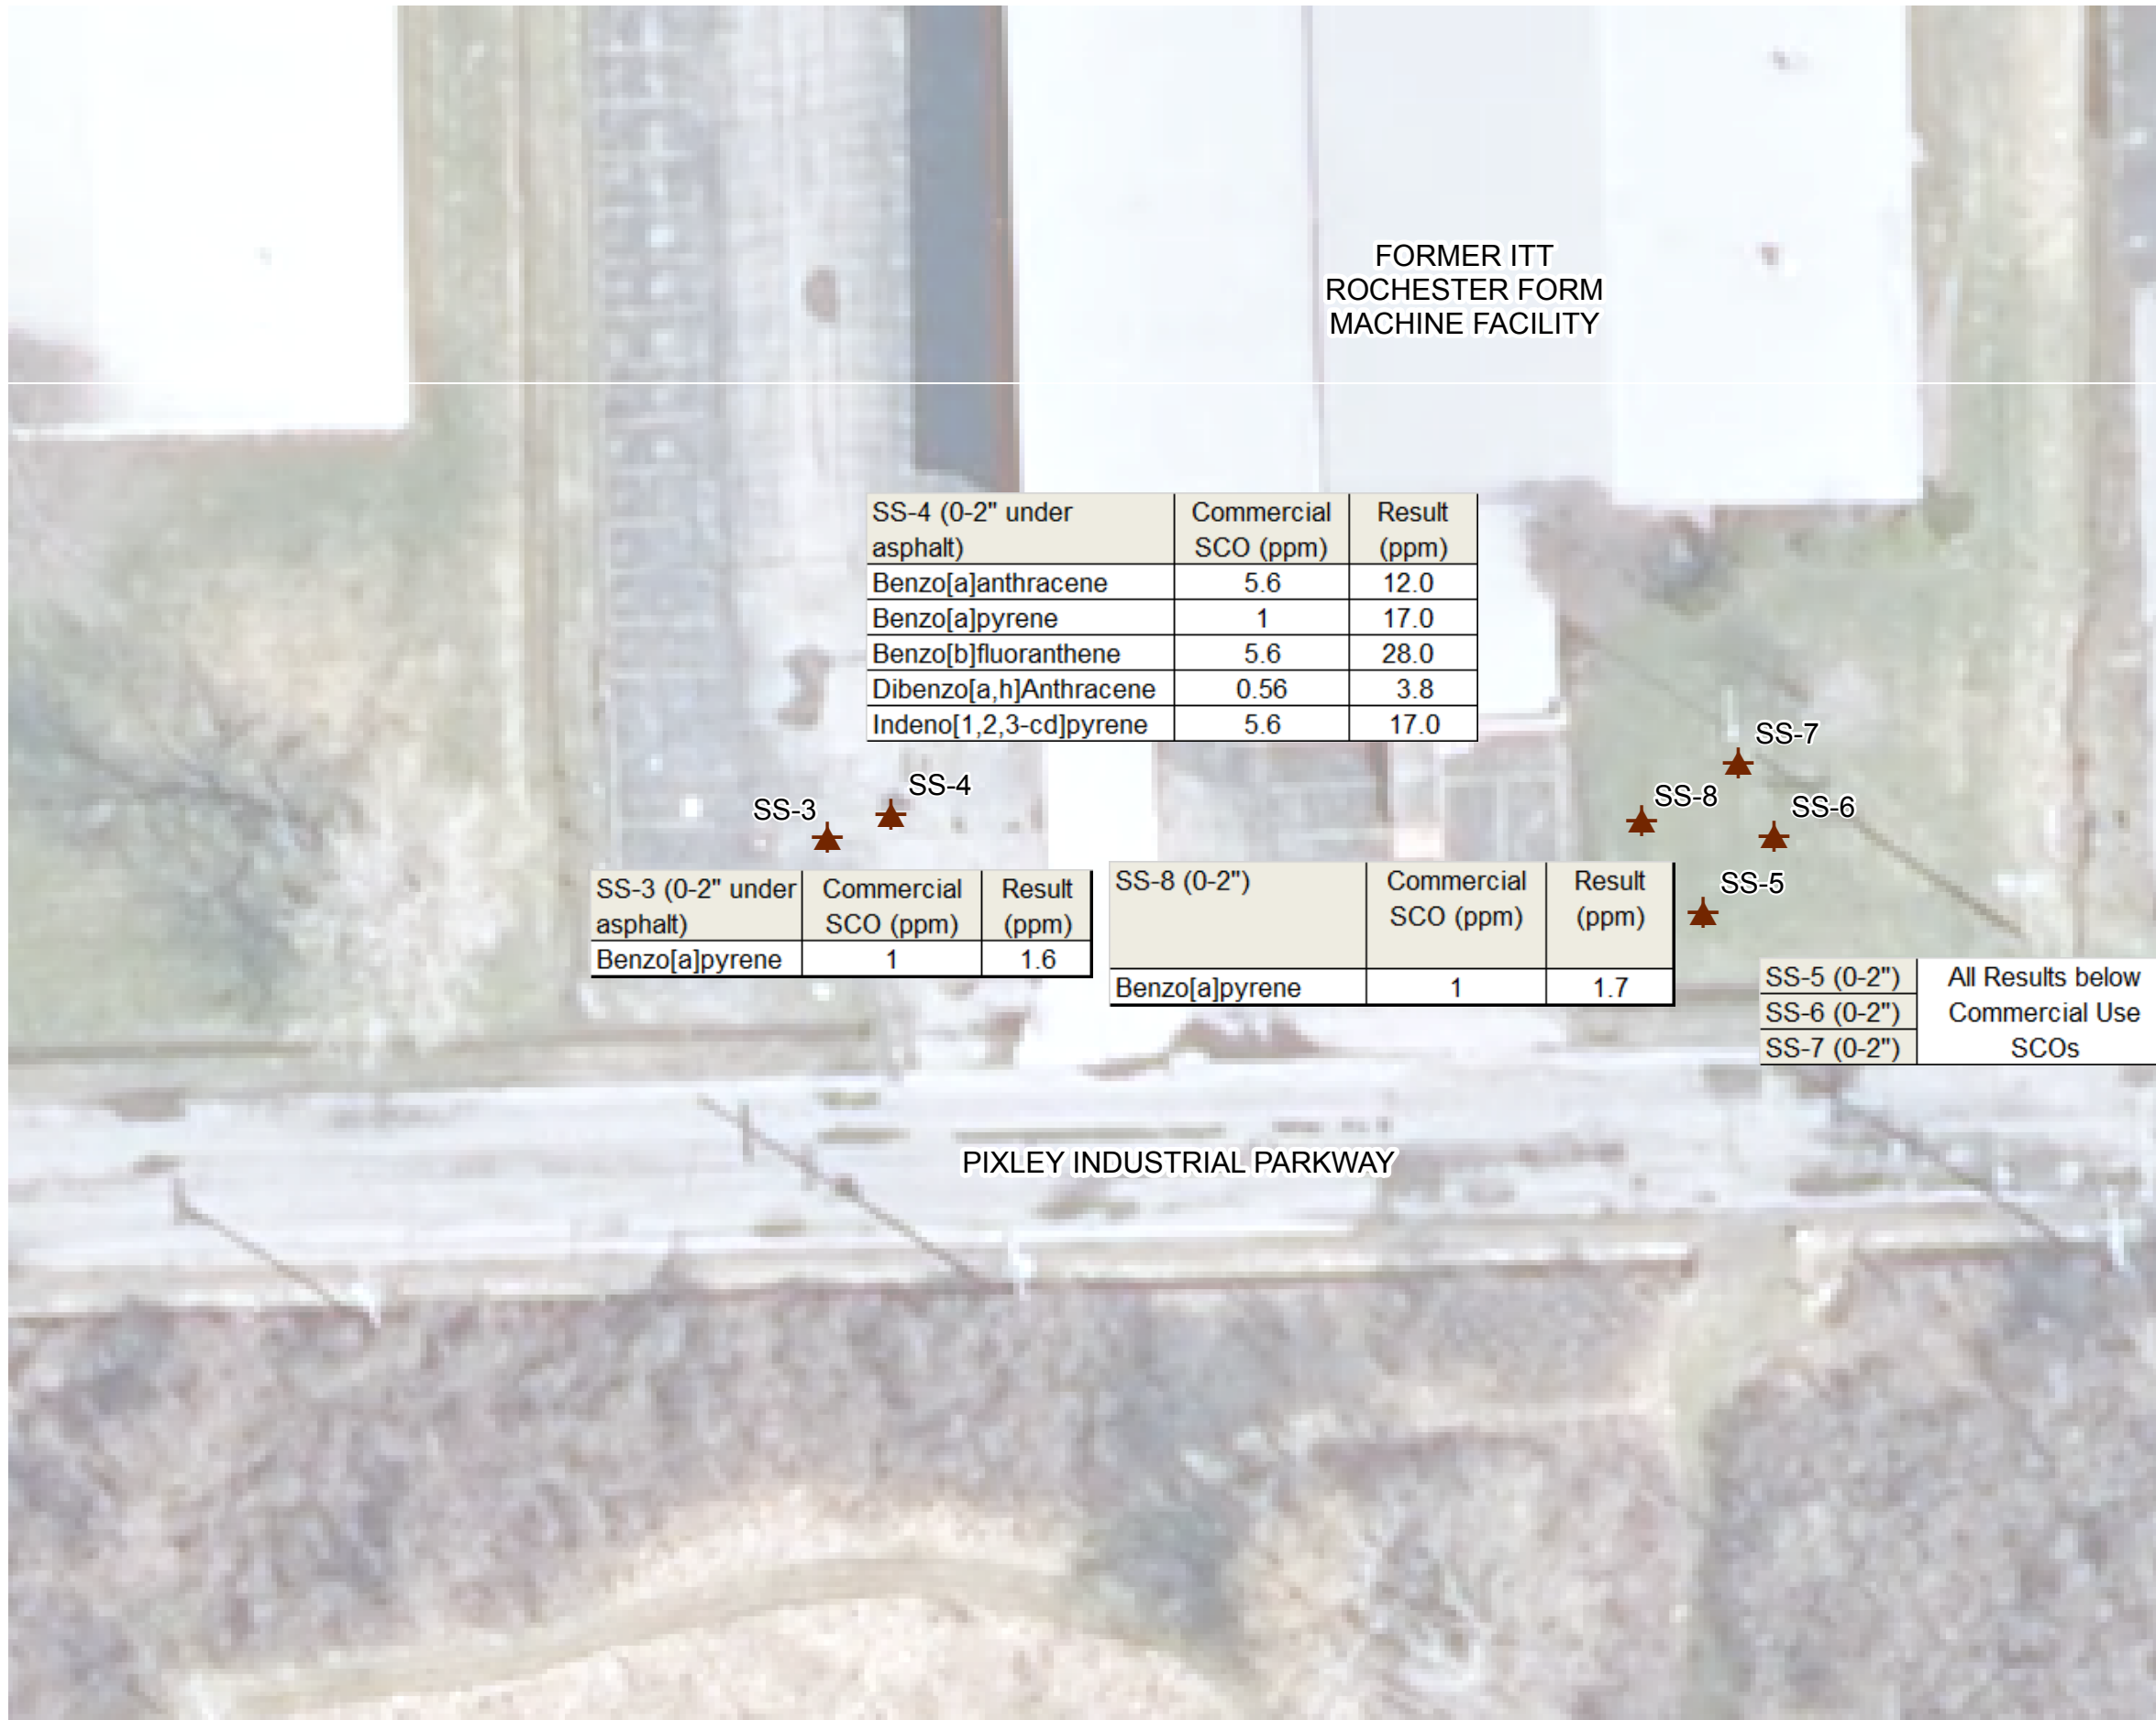 FORMER ITT
ROCHESTER FORM
MACHINE FACILITY
SS-4 (0-2" under asphalt) Commercial SCO (ppm) Result (ppm)
Benzo[a]anthracene 5.6 12.0
Benzo[a]pyrene 1 17.0
Benzo[b]fluoranthene 5.6 28.0
Dibenzo[a,h]Anthracene 0.56 3.8
Indeno[1,2,3-cd]pyrene 5.6 17.0
SS-7
SS-4
SS-8
SS-6
SS-3
SS-5
SS-3 (0-2" under asphalt) Commercial SCO (ppm) Result (ppm)
Benzo[a]pyrene 1 1.6
SS-8 (0-2") Commercial SCO (ppm) Result (ppm)
Benzo[a]pyrene 1 1.7
SS-5 (0-2") All Results below
SS-6 (0-2") Commercial Use
SS-7 (0-2") SCOs
PIXLEY INDUSTRIAL PARKWAY